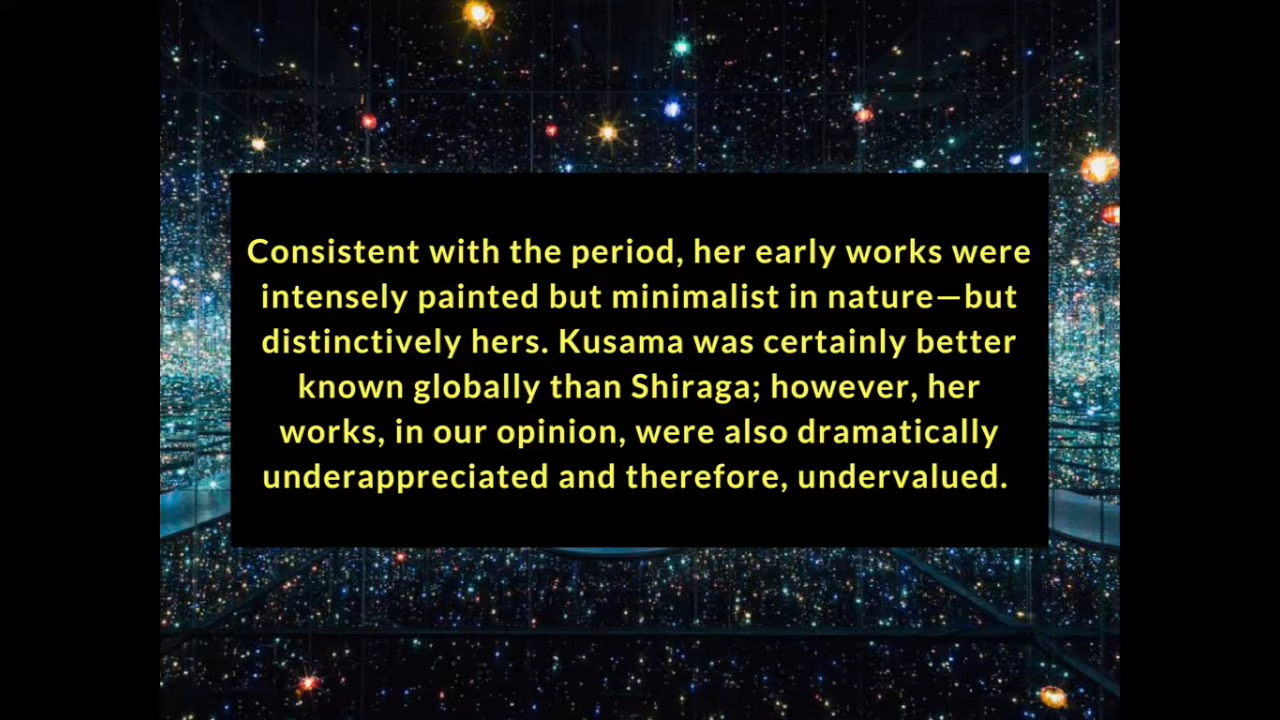 Consistent with the period, her early works were
intensely painted but minimalist in nature—but
distinctively hers. Kusama was certainly better
known globally than Shiraga; however, her
works, in our opinion, were also dramatically
underappreciated and therefore, undervalued.